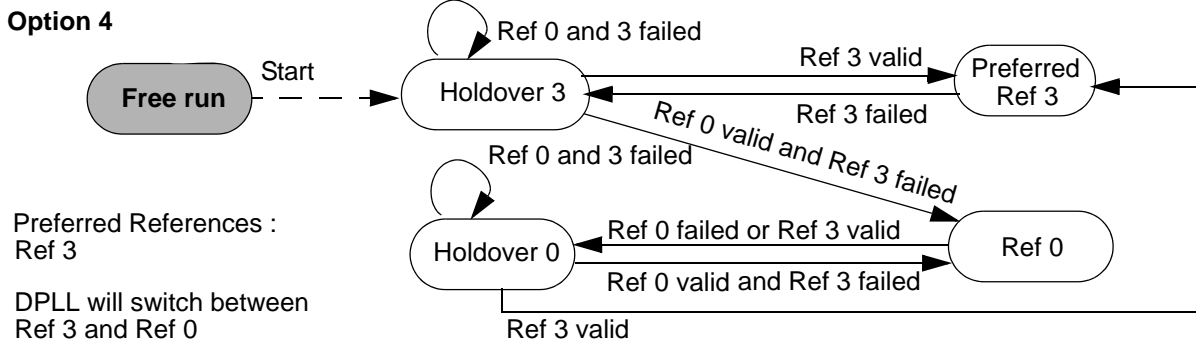 Option 4
Ref 0 and 3 failed
Start
Free run
Holdover 3
Ref 3 valid
Ref 3 failed
Preferred
Ref 3
Ref 0 valid and Ref 3 failed
Ref 0 and 3 failed
Preferred References :
Ref 3
Holdover 0
Ref 0 failed or Ref 3 valid
Ref 0 valid and Ref 3 failed
Ref 0
DPLL will switch between
Ref 3 and Ref 0
Ref 3 valid